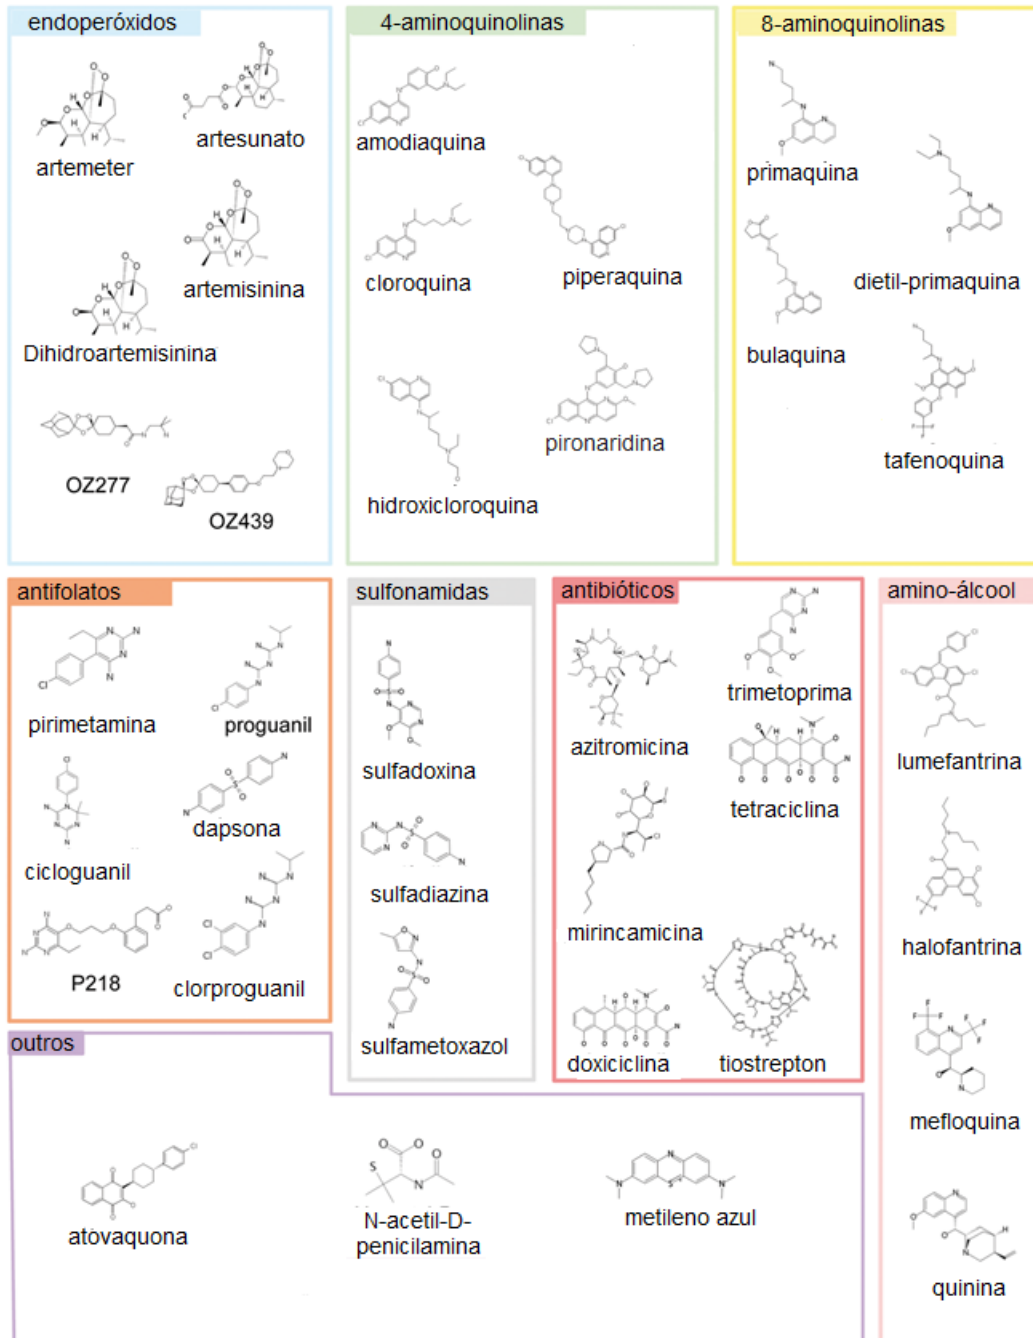 endoperóxidos
artemeter
artesunato
artemisinina
Dihidroartemisinina
OZ277
OZ439
4-aminoquinolinas
amodiaquina
cloroquina
piperaquina
hidroxicloroquina
pironaridina
8-aminoquinolinas
primaquina
dietil-primaquina
bulaquina
tafenoquina
antifolatos
pirimetamina
proguanil
cicloguanil
dapsona
P218
clorproguanil
sulfonamidas
sulfadoxina
sulfadiazina
sulfametoxazol
antibióticos
azitromicina
trimetoprima
tetraciclina
mirincamicina
doxiciclina
tiostrepton
amino-álcool
lumefantrina
halofantrina
mefloquina
quinina
outros
atovaquona
N-acetil-D-
penicilamina
metileno azul